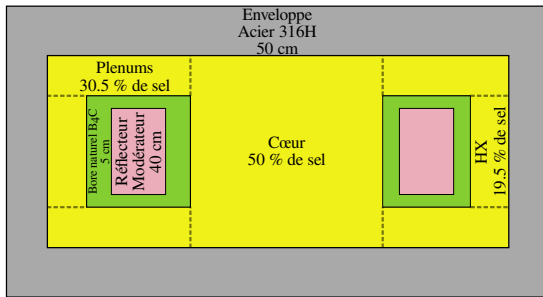 Enveloppe
Acier 316H
50 cm
Plenums
30.5 % de sel
Bore naturel B₄C
5 cm
Réflecteur
Modérateur
40 cm
Cœur
50 % de sel
HX
19.5 % de sel